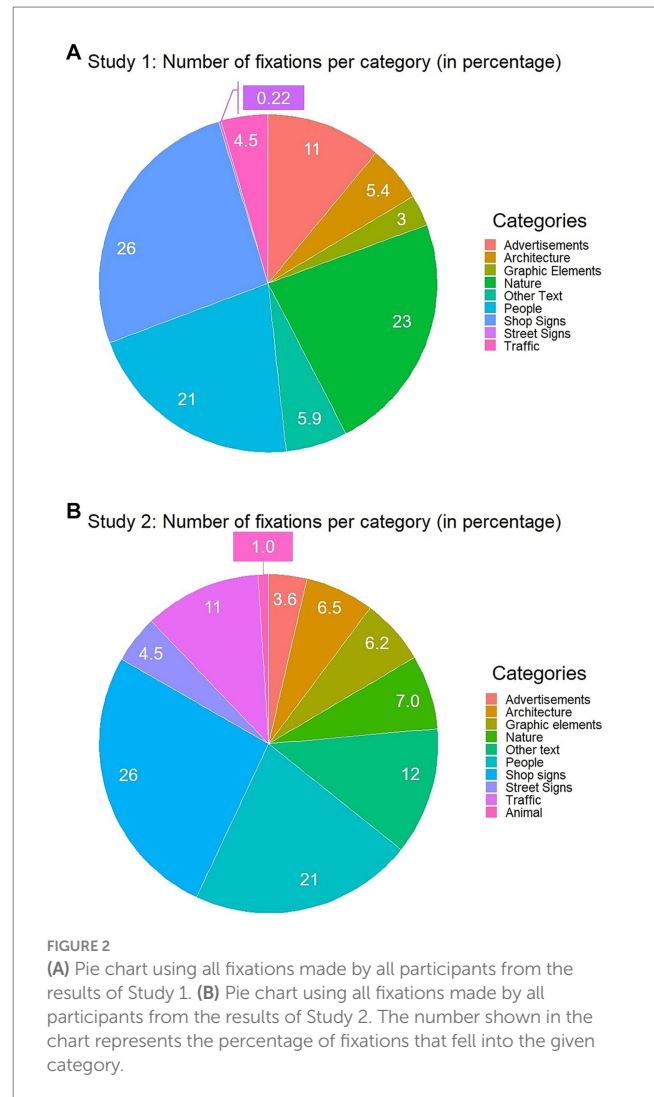 A Study 1: Number of fixations per category (in percentage)
0.22
4.5
11
5.4
3
26
23
21
5.9
Categories
Advertisements
Architecture
Graphic Elements
Nature
Other Text
People
Shop Signs
Street Signs
Traffic
B Study 2: Number of fixations per category (in percentage)
1.0
3.6
11
6.5
6.2
4.5
7.0
26
12
21
Categories
Advertisements
Architecture
Graphic elements
Nature
Other text
People
Shop signs
Street Signs
Traffic
Animal
FIGURE 2
(A) Pie chart using all fixations made by all participants from the
results of Study 1. (B) Pie chart using all fixations made by all
participants from the results of Study 2. The number shown in the
chart represents the percentage of fixations that fell into the given
category.